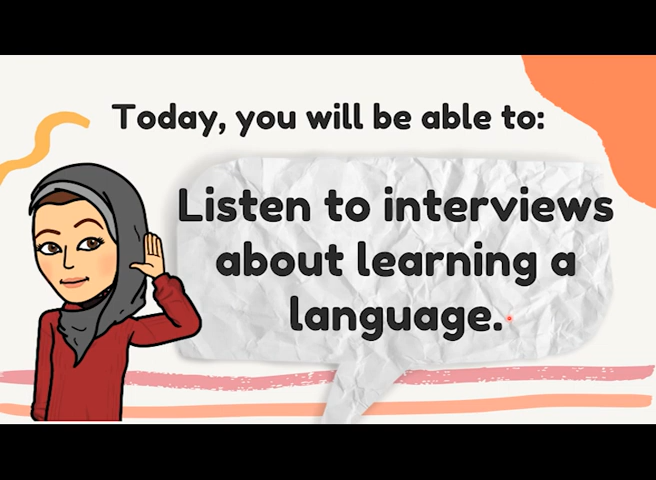 Today, you will be able to:
Listen to interviews
about learning a
language.